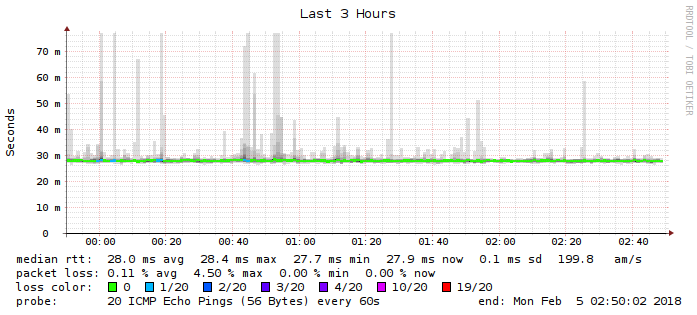 Last 3 Hours
RRDTOOL / TOBI OETIKER
Seconds
70 m
60 m
50 m
40 m
30 m
20 m
10 m
0
00:00 00:20 00:40 01:00 01:20 01:40 02:00 02:20 02:40
median rtt: 28.0 ms avg 28.4 ms max 27.7 ms min 27.9 ms now 0.1 ms sd 199.8 am/s
packet loss: 0.11 % avg 4.50 % max 0.00 % min 0.00 % now
loss color: 0 1/20 2/20 3/20 4/20 10/20 19/20
probe: 20 ICMP Echo Pings (56 Bytes) every 60s end: Mon Feb 5 02:50:02 2018